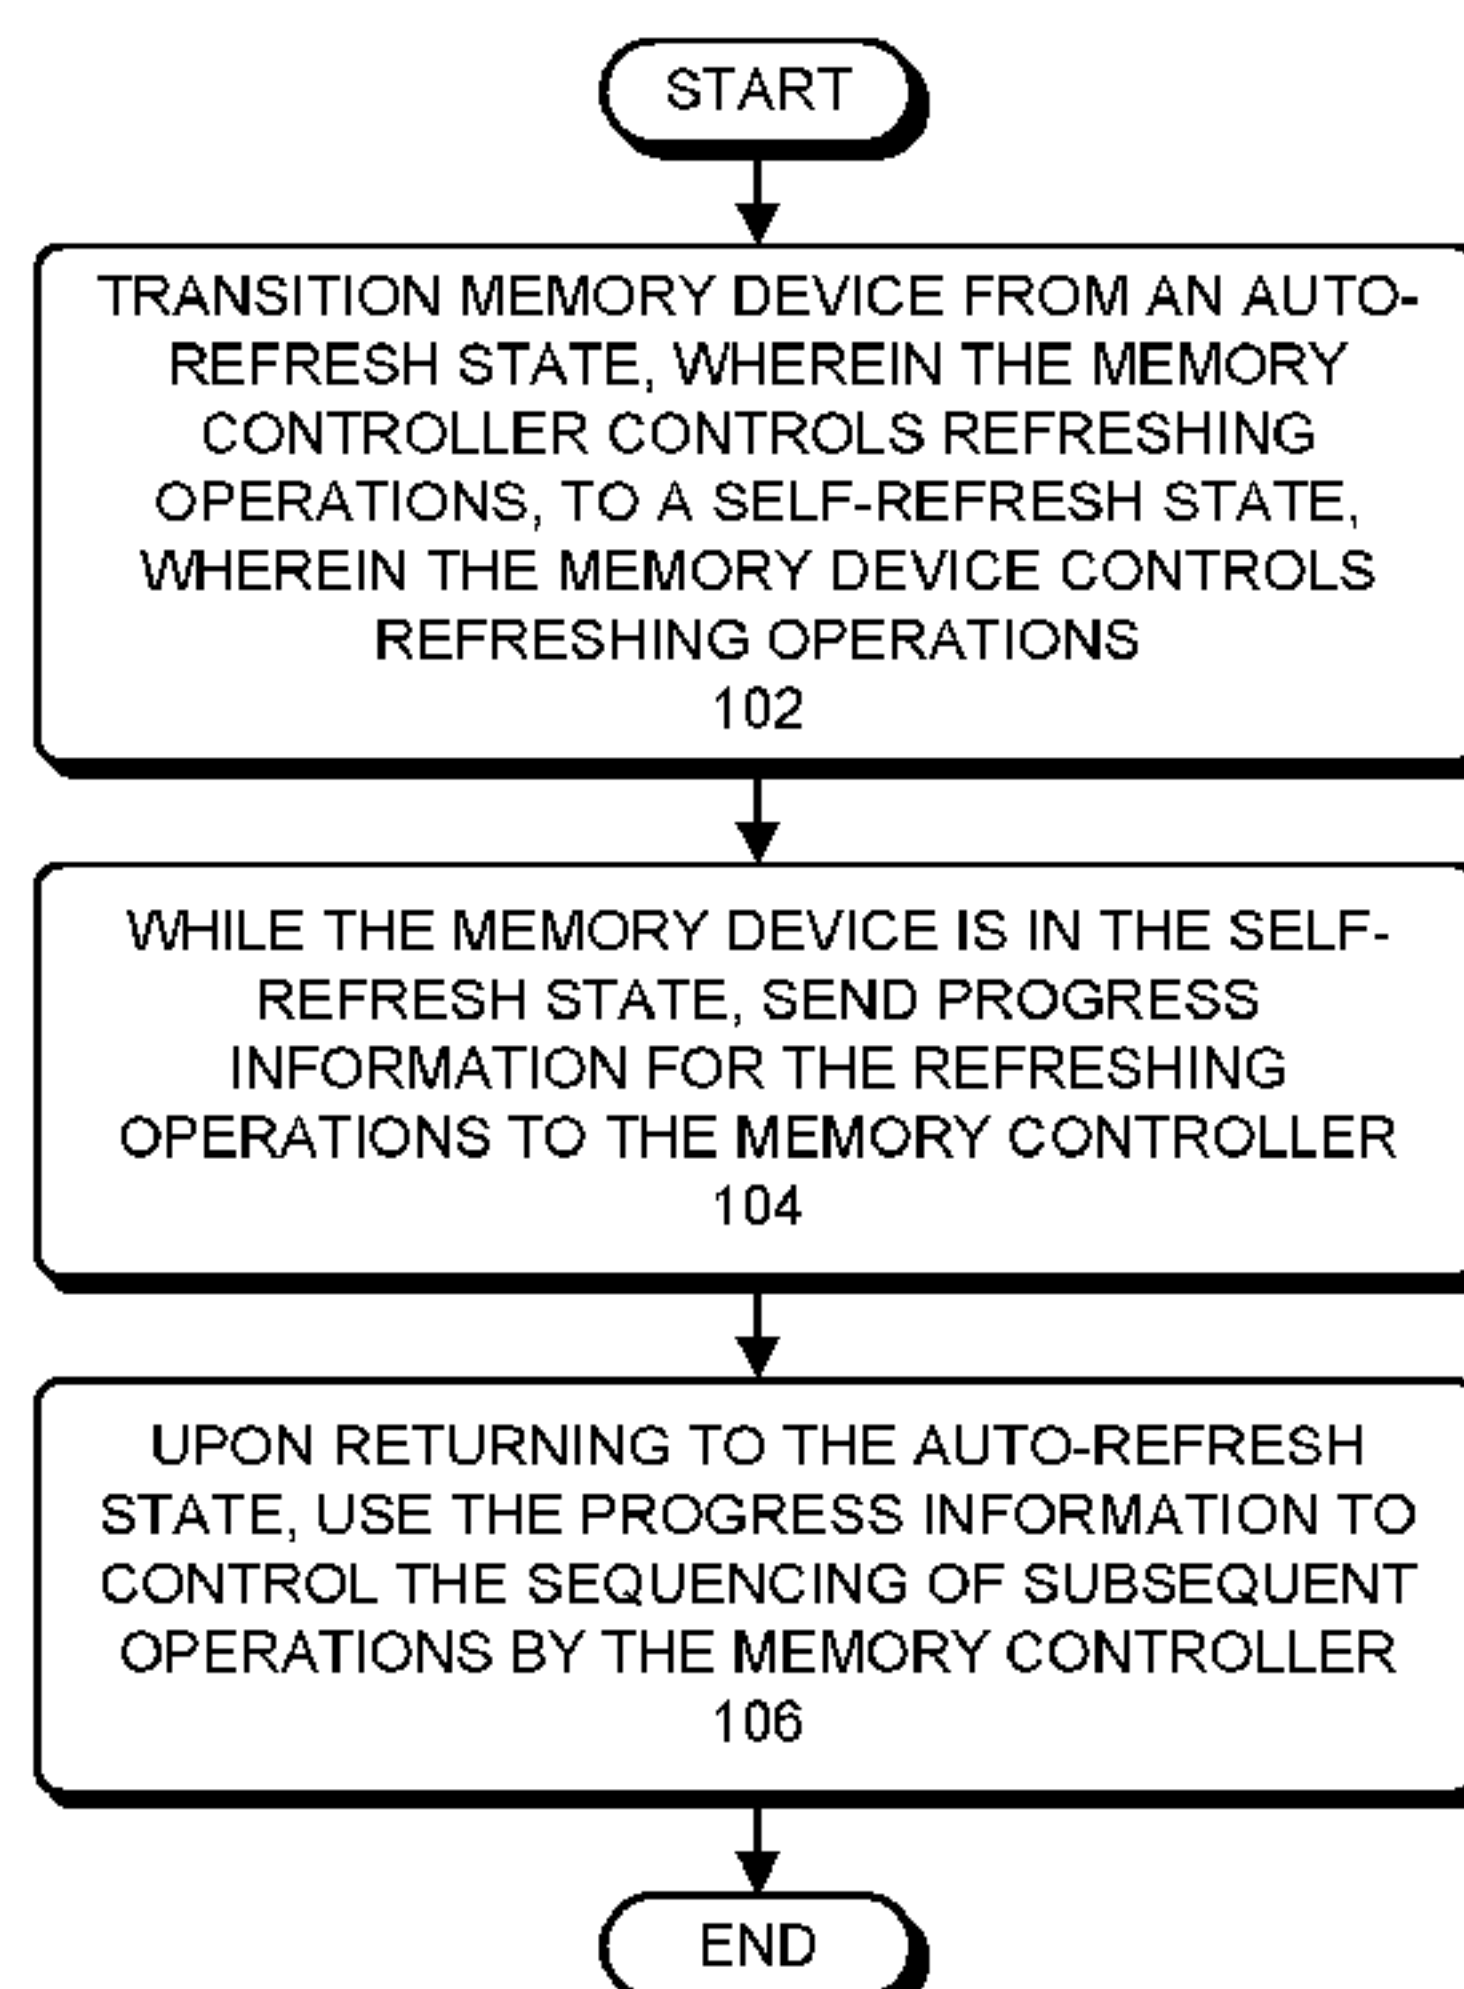 START
TRANSITION MEMORY DEVICE FROM AN AUTO-
REFRESH STATE, WHEREIN THE MEMORY
CONTROLLER CONTROLS REFRESHING
OPERATIONS, TO A SELF-REFRESH STATE,
WHEREIN THE MEMORY DEVICE CONTROLS
REFRESHING OPERATIONS
102
WHILE THE MEMORY DEVICE IS IN THE SELF-
REFRESH STATE, SEND PROGRESS
INFORMATION FOR THE REFRESHING
OPERATIONS TO THE MEMORY CONTROLLER
104
UPON RETURNING TO THE AUTO-REFRESH
STATE, USE THE PROGRESS INFORMATION TO
CONTROL THE SEQUENCING OF SUBSEQUENT
OPERATIONS BY THE MEMORY CONTROLLER
106
END